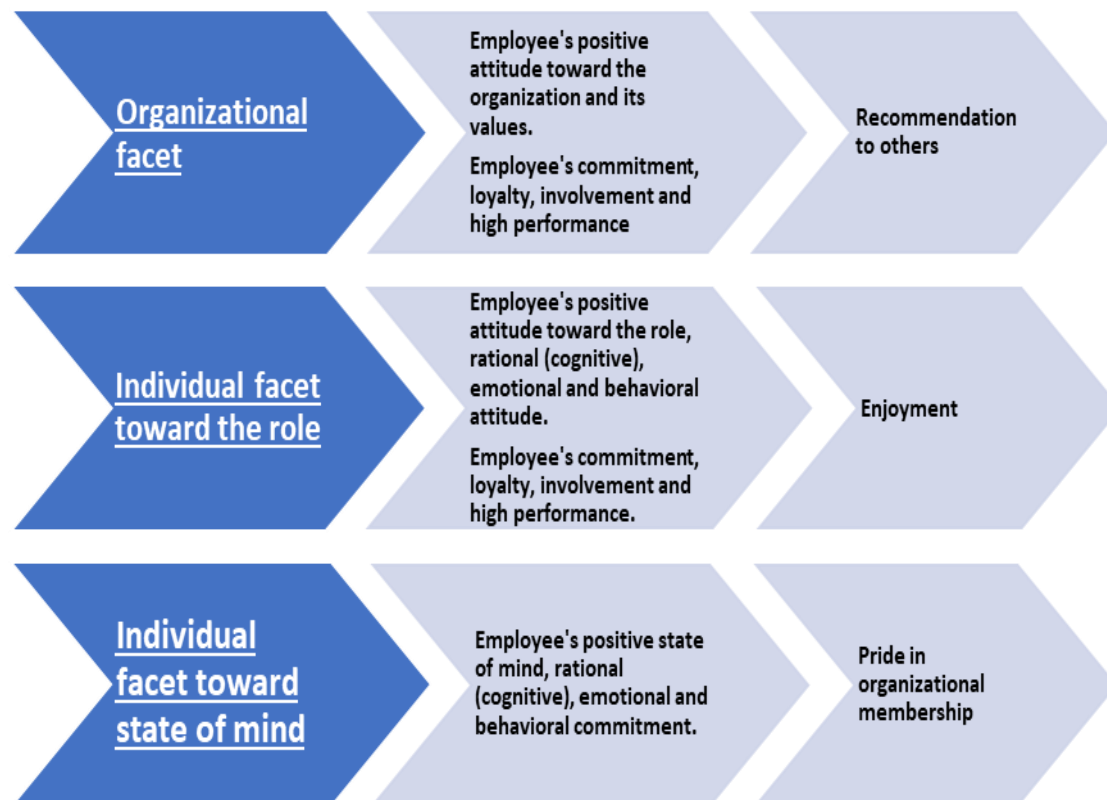 Organizational
facet
Employee's positive
attitude toward the
organization and its
values.
Employee's commitment,
loyalty, involvement and
high performance
Recommendation
to others
Individual facet
toward the role
Employee's positive
attitude toward the role,
rational (cognitive),
emotional and behavioral
attitude.
Employee's commitment,
loyalty, involvement and
high performance.
Enjoyment
Individual
facet toward
state of mind
Employee's positive state
of mind, rational
(cognitive), emotional and
behavioral commitment.
Pride in
organizational
membership